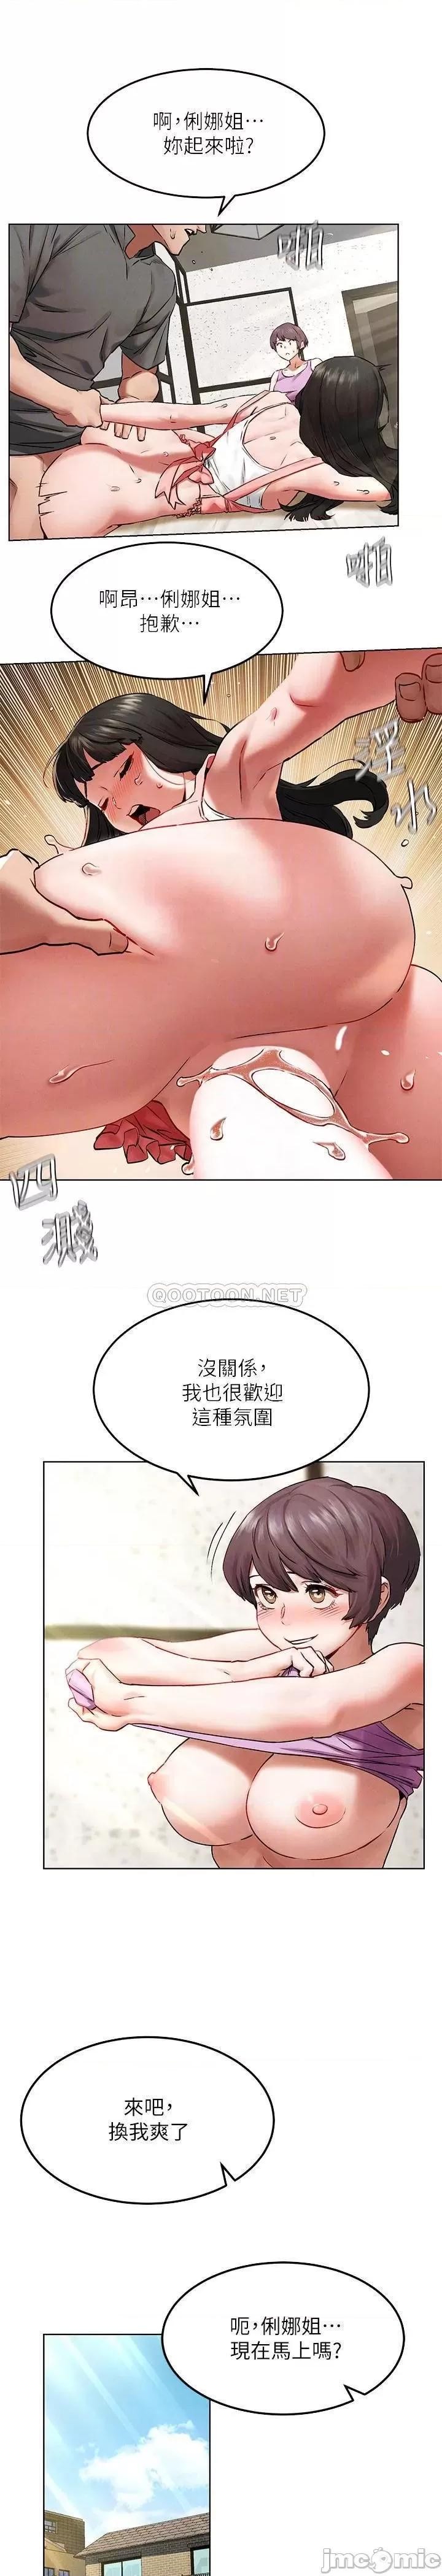 啊，俐娜姐…
妳起來啦?
啪
啪
啊昂…俐娜姐…
抱歉…
淫
水
四
濺
QOOTOON.NET
沒關係，
我也很歡迎
這種氛圍
來吧，
換我爽了
呃，俐娜姐…
現在馬上嗎?
jmcomic